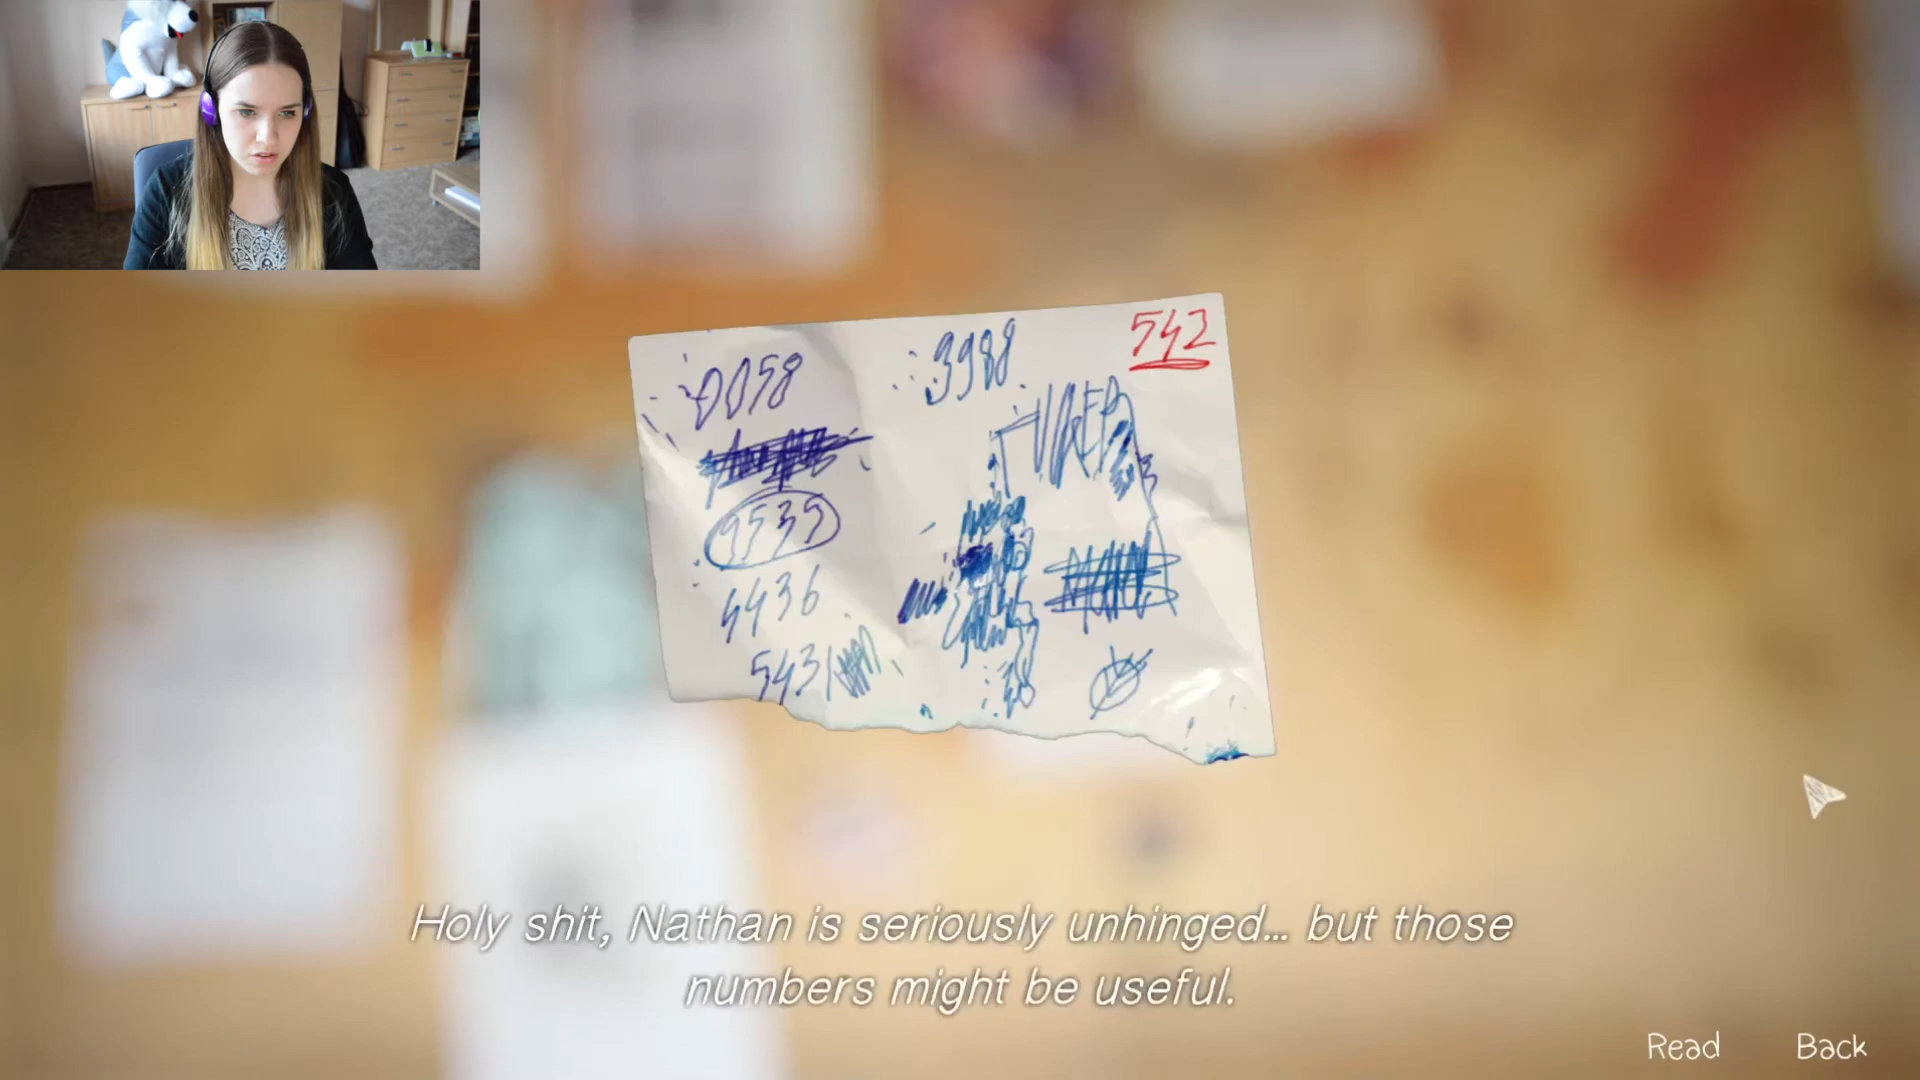 0058
3988
542
9539
4436
543
Holy shit, Nathan is seriously unhinged... but those
numbers might be useful.
Read
Back